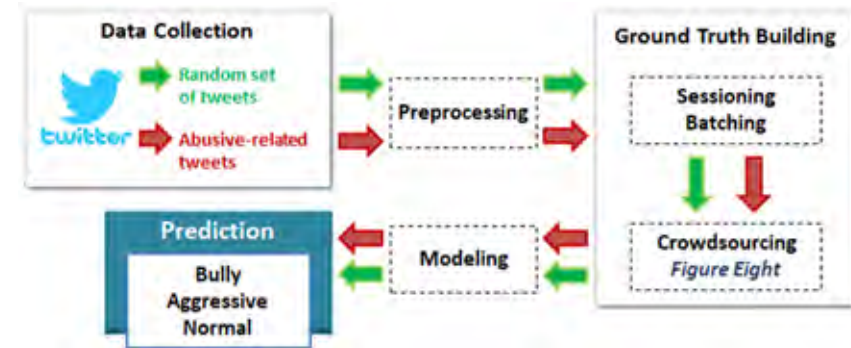 Data Collection
twitter
Random set
of tweets
Abusive-related
tweets
Preprocessing
Ground Truth Building
Sessioning
Batching
Crowdsourcing
Figure Eight
Modeling
Prediction
Bully
Aggressive
Normal